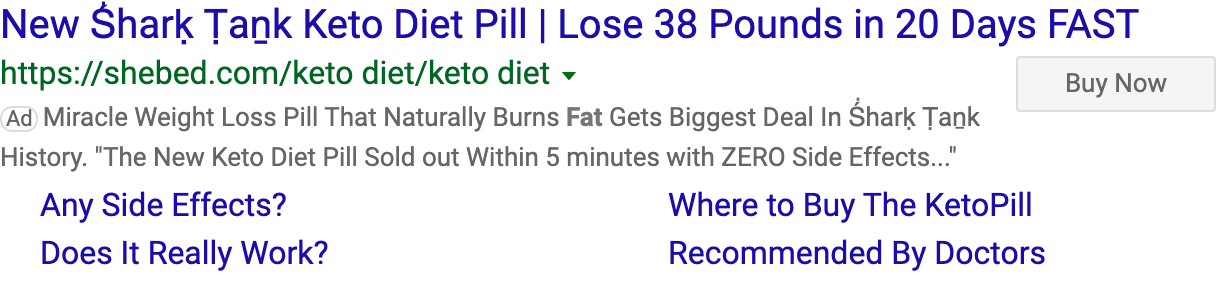 New Ṥharḳ Ṭaṉk Keto Diet Pill | Lose 38 Pounds in 20 Days FAST
https://shebed.com/keto diet/keto diet
Buy Now
Ad Miracle Weight Loss Pill That Naturally Burns Fat Gets Biggest Deal In Ṥharḳ Ṭaṉk
History. "The New Keto Diet Pill Sold out Within 5 minutes with ZERO Side Effects..."
Any Side Effects? Where to Buy The KetoPill
Does It Really Work? Recommended By Doctors